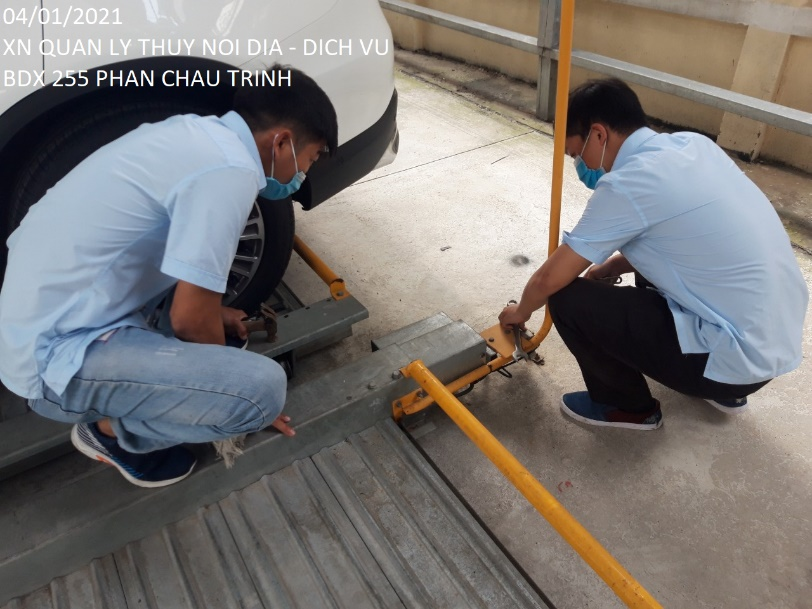 04/01/2021
XN QUAN LY THUY NOI DIA - DICH VU
BDX 255 PHAN CHAU TRINH